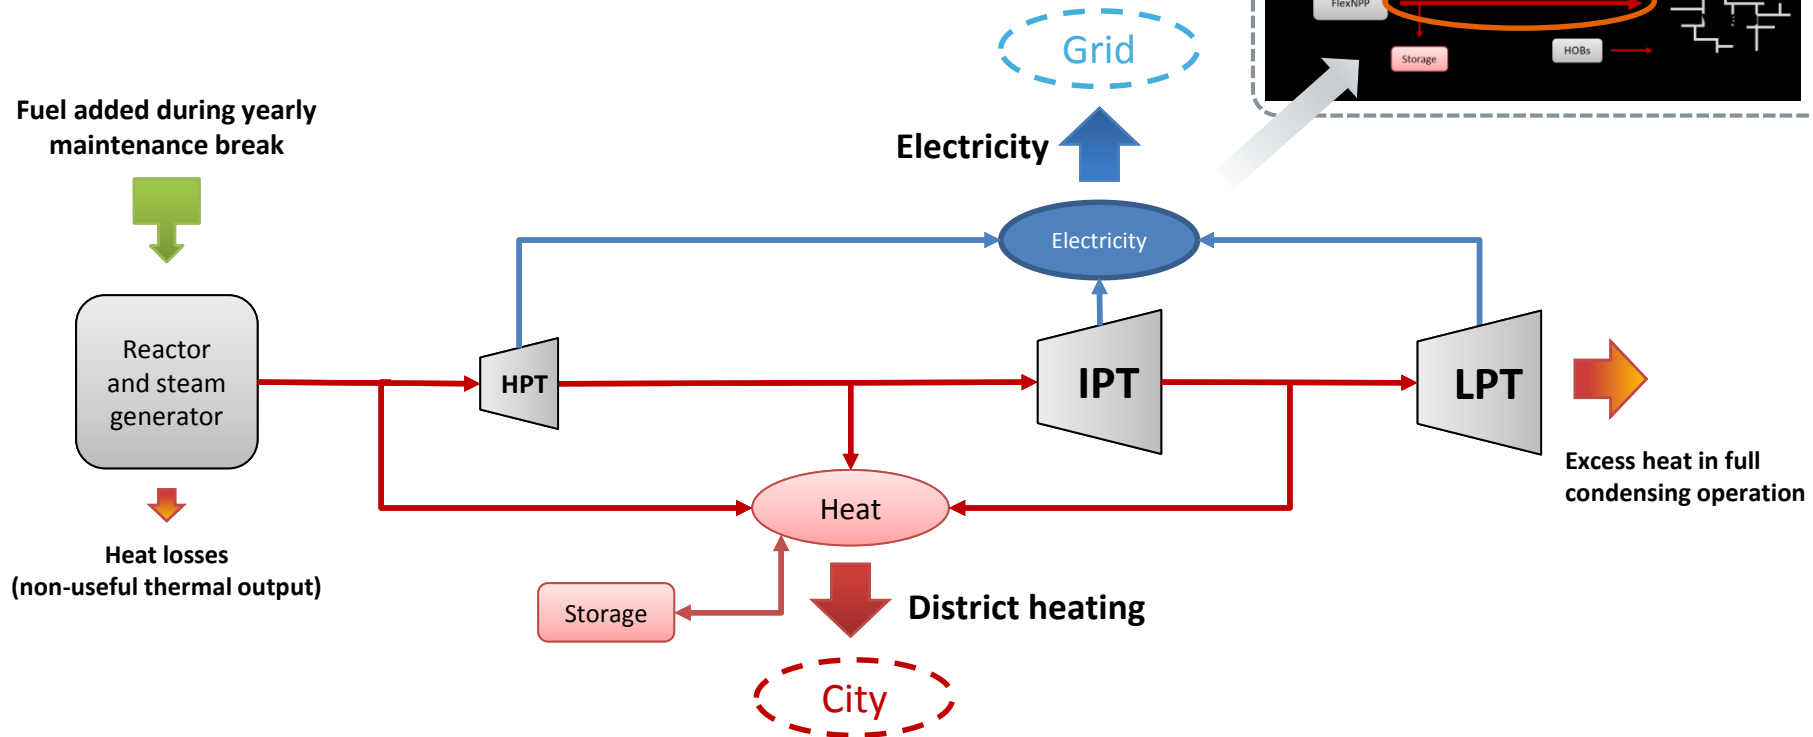 FlexNPP
Storage
HOBs
Grid
Fuel added during yearly
maintenance break
Electricity
Electricity
Reactor
and steam
generator
HPT
IPT
LPT
Excess heat in full
condensing operation
Heat
Heat losses
(non-useful thermal output)
Storage
District heating
City